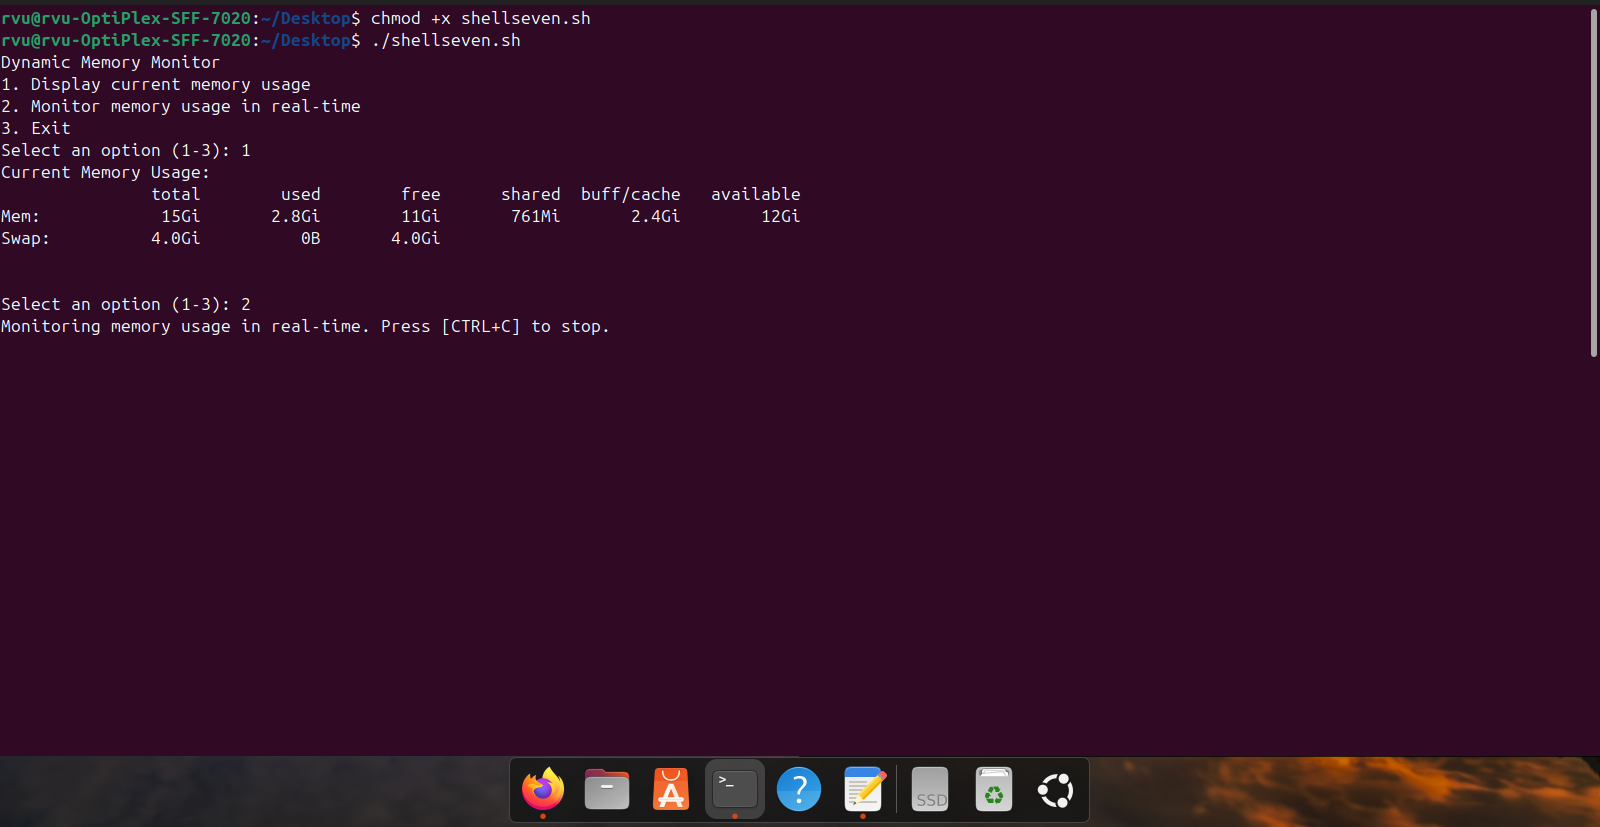 rvu@rvu-OptiPlex-SFF-7020:~/Desktop$ chmod +x shellseven.sh
rvu@rvu-OptiPlex-SFF-7020:~/Desktop$ ./shellseven.sh
Dynamic Memory Monitor
1. Display current memory usage
2. Monitor memory usage in real-time
3. Exit
Select an option (1-3): 1
Current Memory Usage:
               total        used        free      shared  buff/cache   available
Mem:            15Gi       2.8Gi        11Gi       761Mi       2.4Gi        12Gi
Swap:          4.0Gi          0B       4.0Gi
Select an option (1-3): 2
Monitoring memory usage in real-time. Press [CTRL+C] to stop.
>_
?
SSD